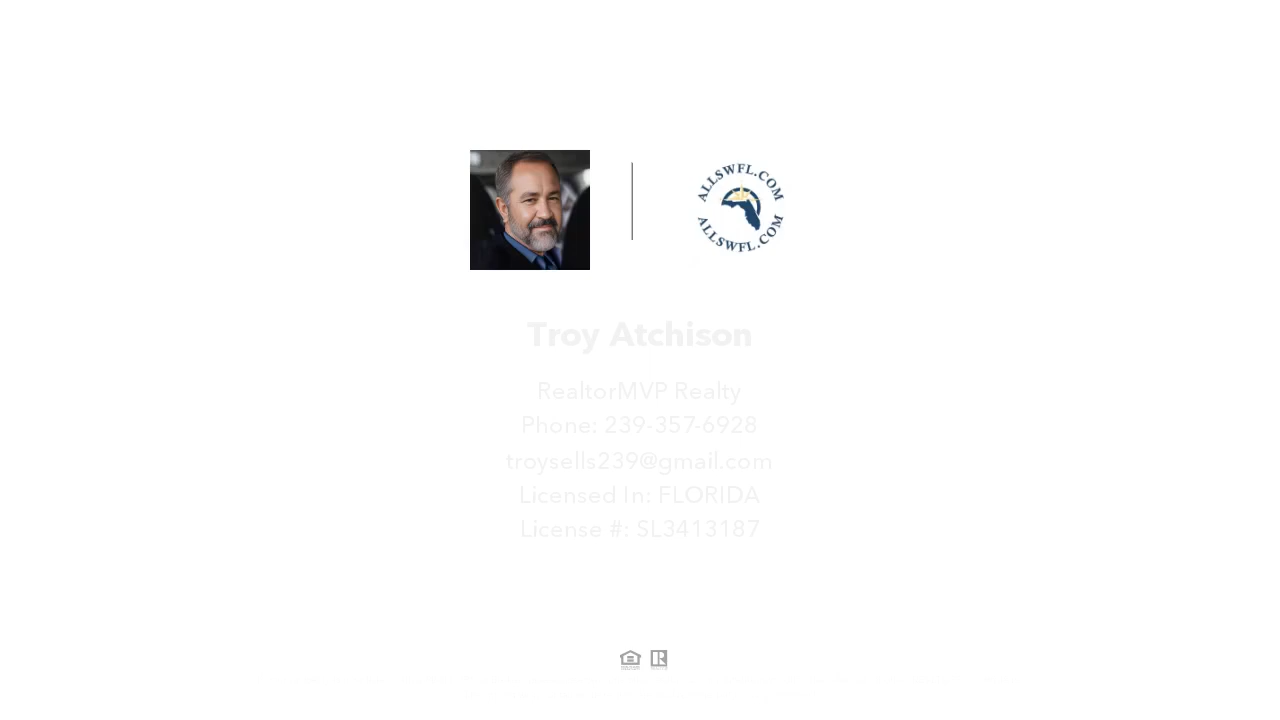 ALLSWFL.COM
ALLSWFL.COM
Troy Atchison
RealtorMVP Realty
Phone: 239-357-6928
troysells239@gmail.com
Licensed In: FLORIDA
License #: SL3413187